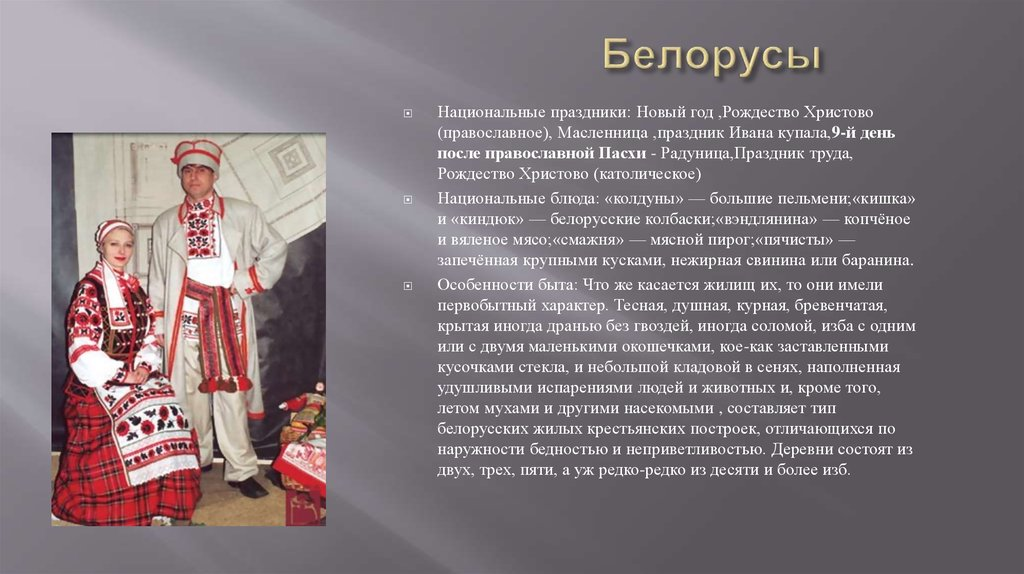 Белорусы
Национальные праздники: Новый год ,Рождество Христово
(православное), Масленница ,праздник Ивана купала,9-й день
после православной Пасхи - Радуница,Праздник труда,
Рождество Христово (католическое)
Национальные блюда: «колдуны» — большие пельмени;«кишка»
и «киндюк» — белорусские колбаски;«вэндлянина» — копчёное
и вяленое мясо;«смажня» — мясной пирог;«пячисты» —
запечённая крупными кусками, нежирная свинина или баранина.
Особенности быта: Что же касается жилищ их, то они имели
первобытный характер. Тесная, душная, курная, бревенчатая,
крытая иногда дранью без гвоздей, иногда соломой, изба с одним
или с двумя маленькими окошечками, кое-как заставленными
кусочками стекла, и небольшой кладовой в сенях, наполненная
удушливыми испарениями людей и животных и, кроме того,
летом мухами и другими насекомыми , составляет тип
белорусских жилых крестьянских построек, отличающихся по
наружности бедностью и неприветливостью. Деревни состоят из
двух, трех, пяти, а уж редко-редко из десяти и более изб.